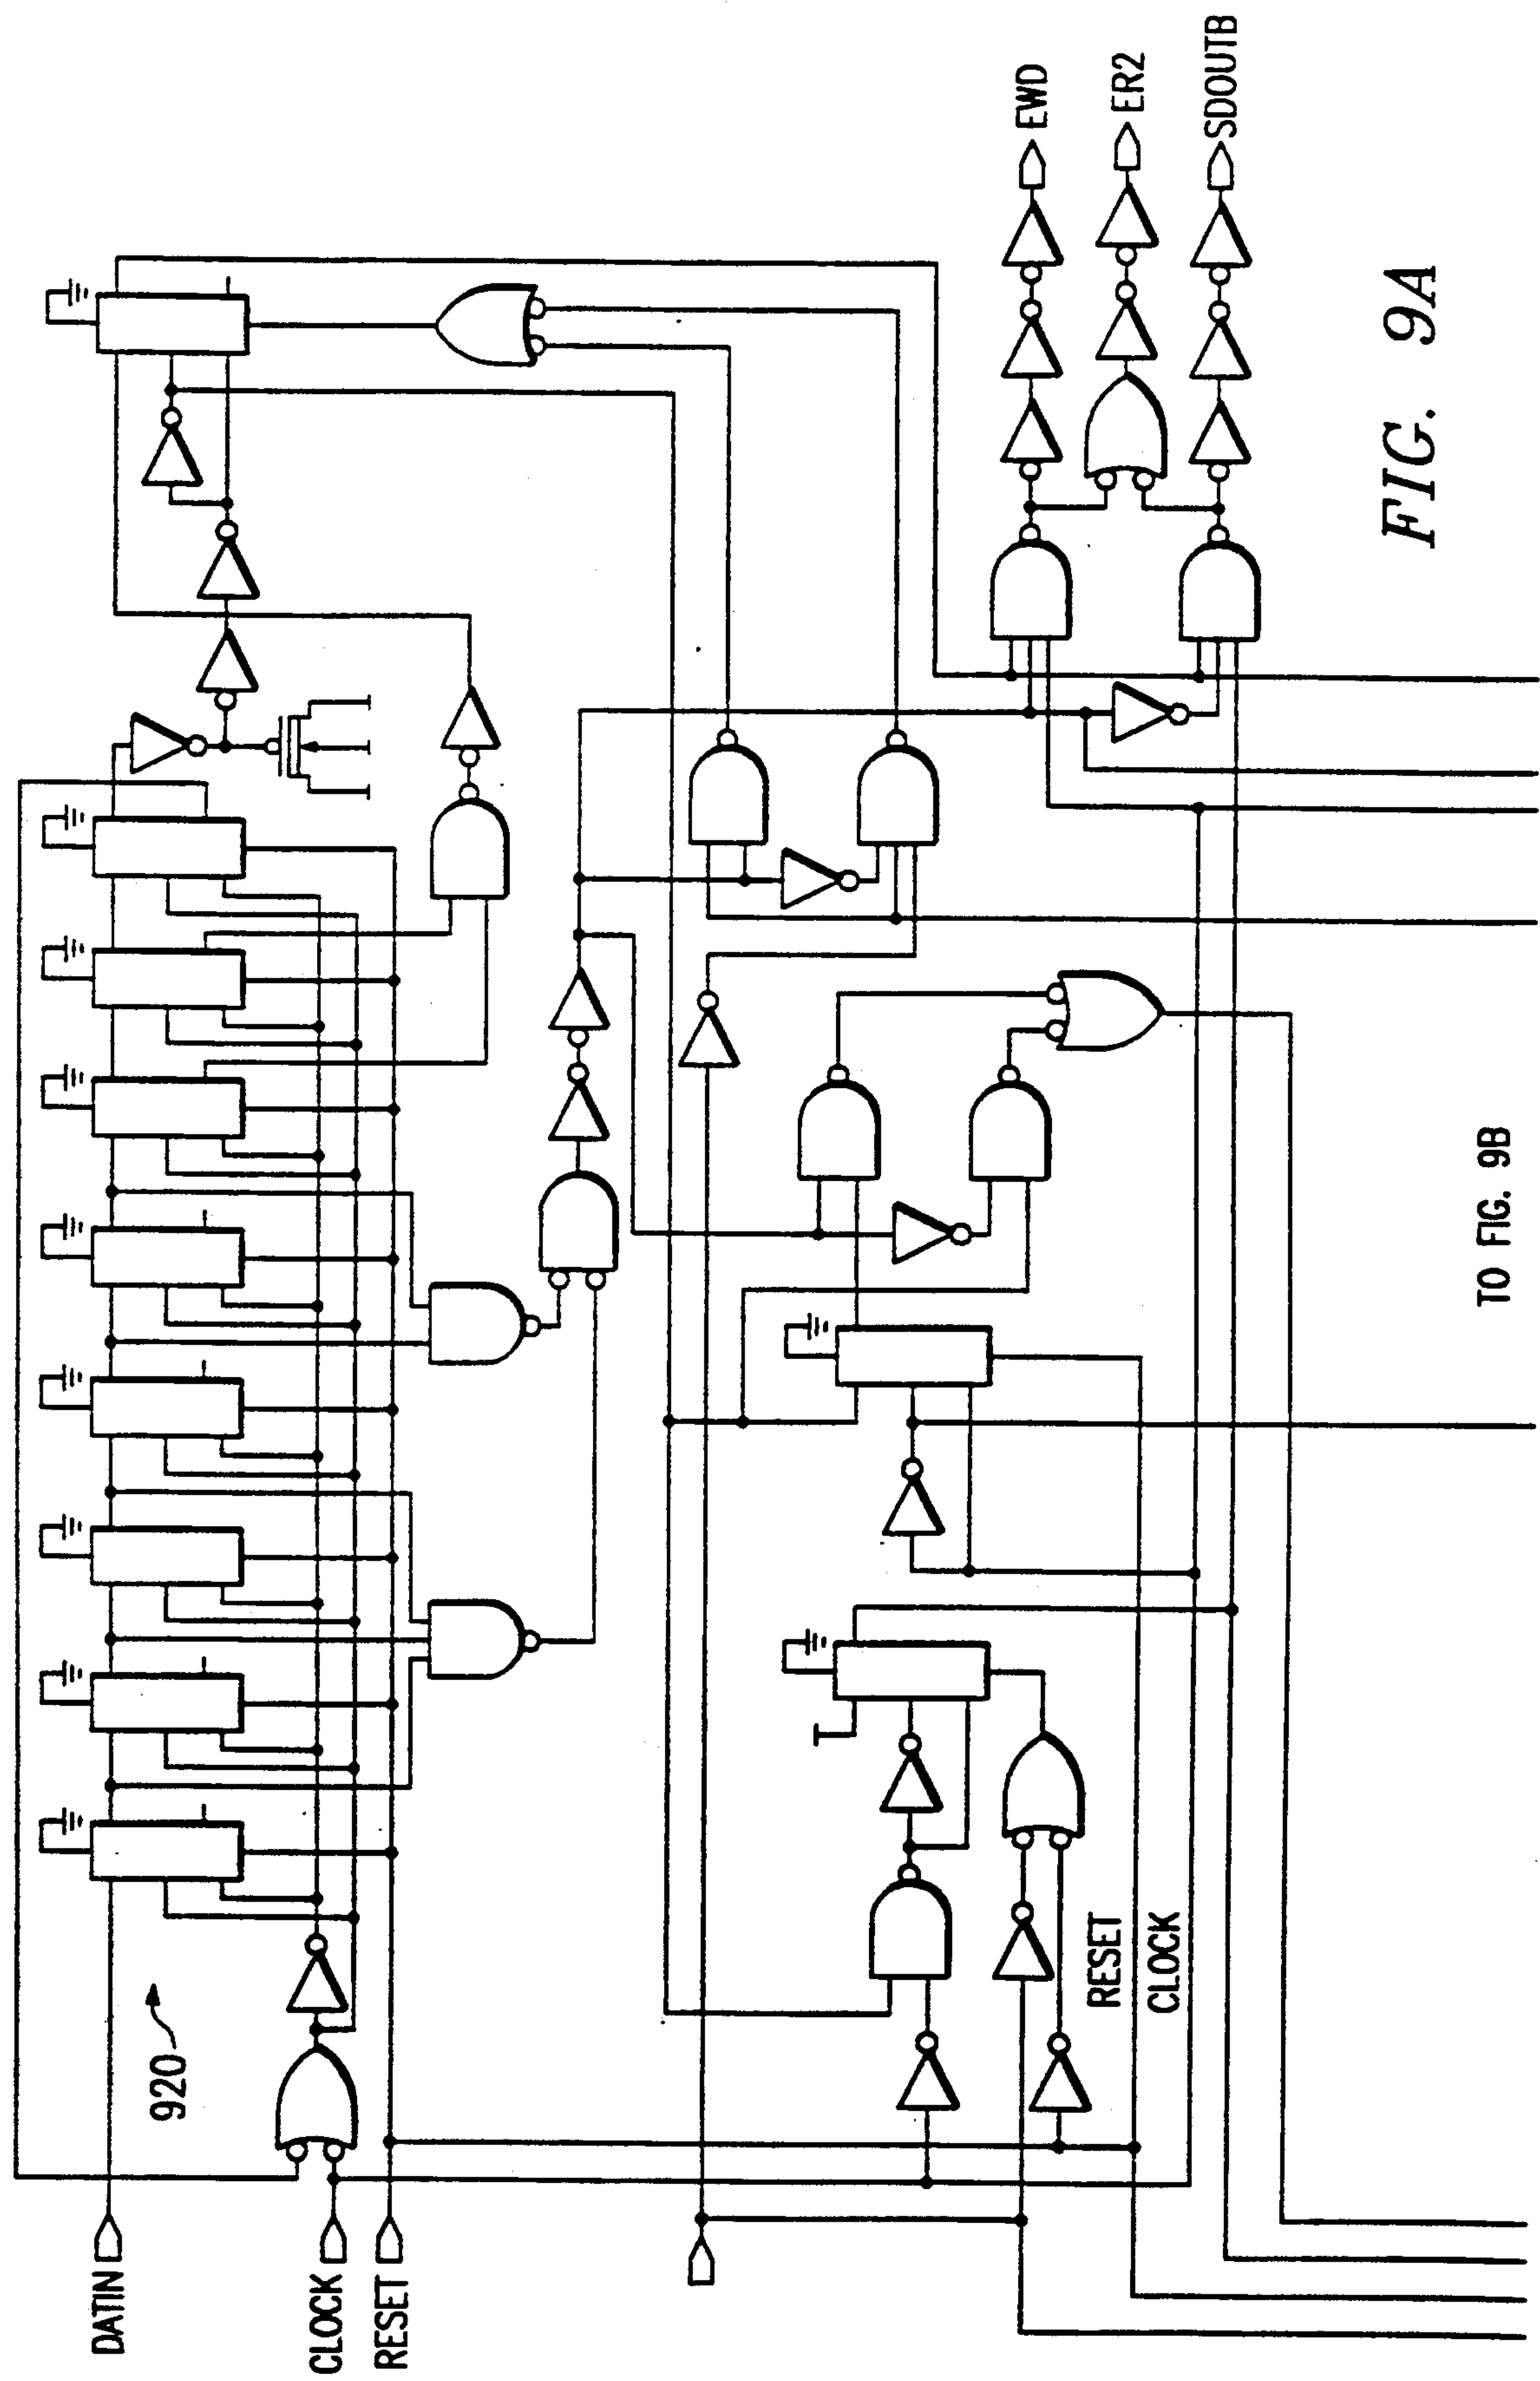 DATIN
CLOCK
RESET
920
RESET
CLOCK
EWD
ER2
SDOUTB
TO FIG. 9B
FIG. 9A